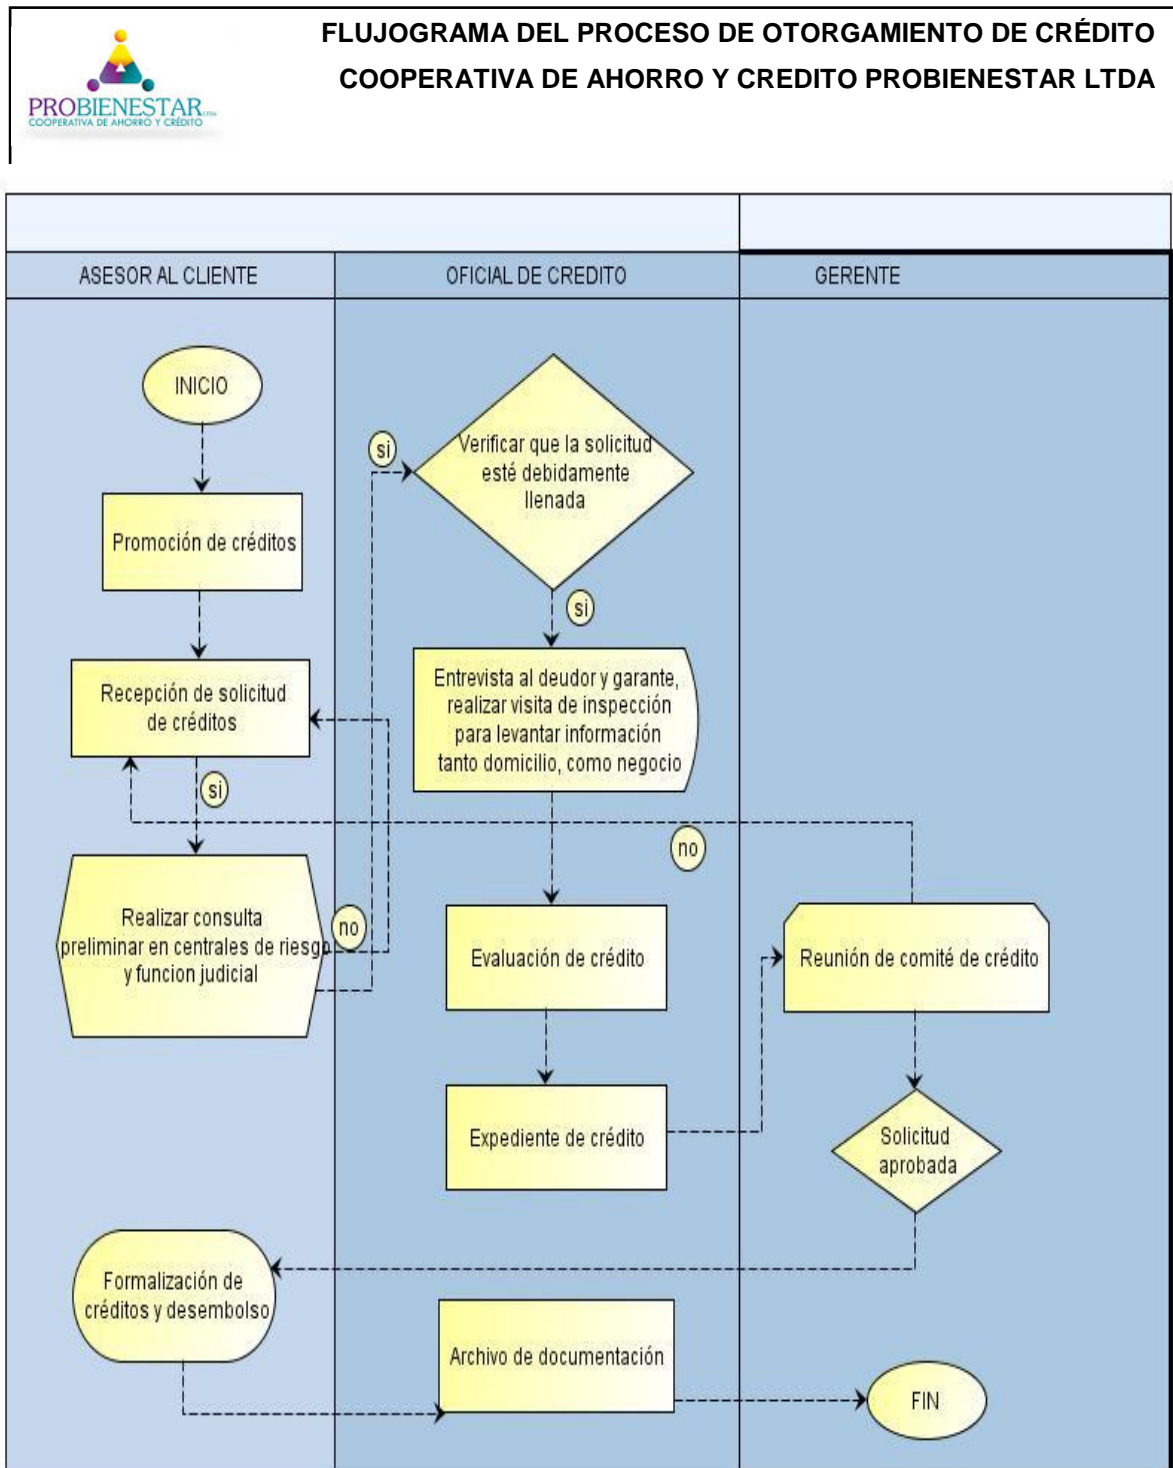 FLUJOGRAMA DEL PROCESO DE OTORGAMIENTO DE CRÉDITO
COOPERATIVA DE AHORRO Y CREDITO PROBIENESTAR LTDA
PROBIENESTAR
COOPERATIVA DE AHORRO Y CRÉDITO
ASESOR AL CLIENTE
OFICIAL DE CREDITO
GERENTE
INICIO
Promoción de créditos
Recepción de solicitud
de créditos
si
Realizar consulta
preliminar en centrales de riesgo
y funcion judicial
no
si
Verificar que la solicitud
esté debidamente
llenada
si
Entrevista al deudor y garante,
realizar visita de inspección
para levantar información
tanto domicilio, como negocio
no
Evaluación de crédito
Expediente de crédito
Reunión de comité de crédito
Solicitud
aprobada
Formalización de
créditos y desembolso
Archivo de documentación
FIN